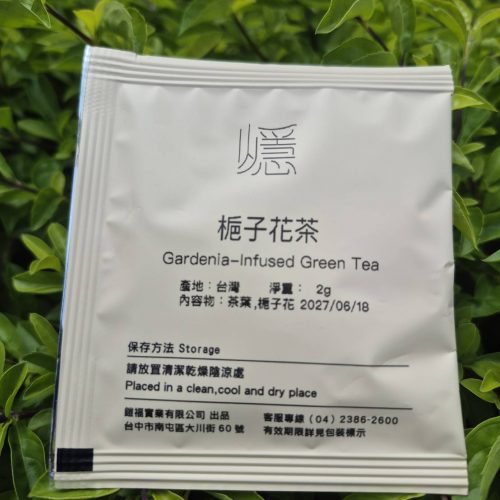 梔子花茶
Gardenia-Infused Green Tea
產地：台灣 淨重： 2g
內容物：茶葉,梔子花 2027/06/18
保存方法 Storage
請放置清潔乾燥陰涼處
Placed in a clean,cool and dry place
鎧福實業有限公司 出品 客服專線 (04) 2386-2600
台中市南屯區大川街60號 有效期限詳見包裝標示